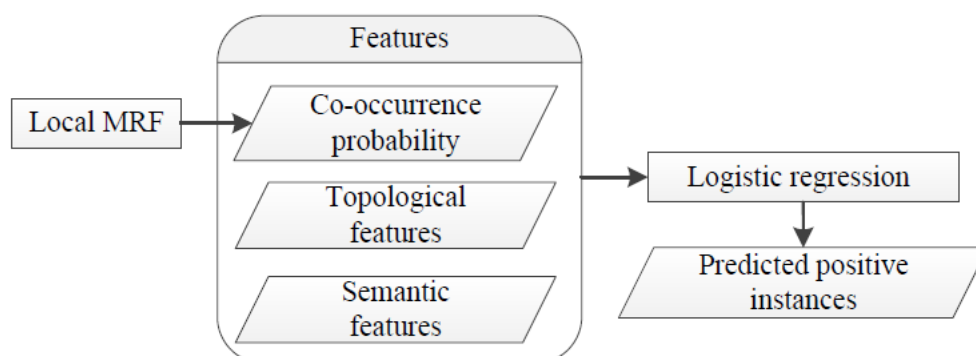 Features
Local MRF
Co-occurrence
probability
Topological
features
Semantic
features
Logistic regression
Predicted positive
instances